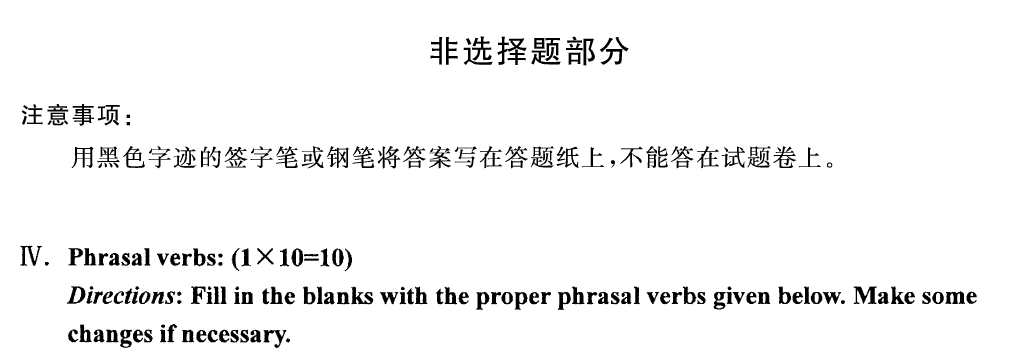 非选择题部分
注意事项:
用黑色字迹的签字笔或钢笔将答案写在答题纸上,不能答在试题卷上。
Ⅳ. Phrasal verbs: (1×10=10)
Directions: Fill in the blanks with the proper phrasal verbs given below. Make some
changes if necessary.